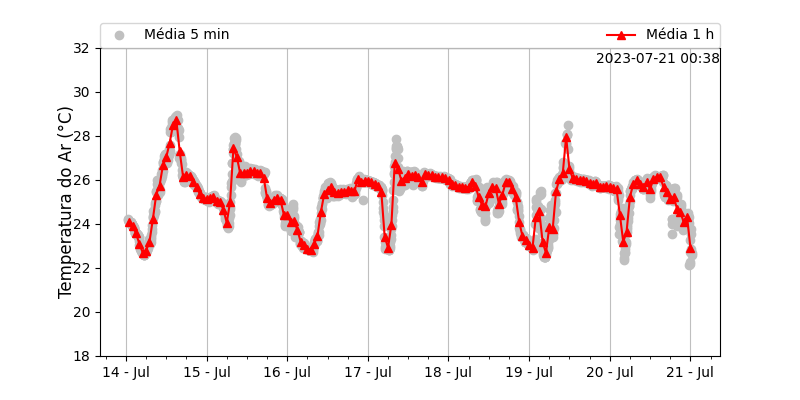 Média 5 min
Média 1 h
2023-07-21 00:38
Temperatura do Ar (°C)
32
30
28
26
24
22
20
18
14 - Jul
15 - Jul
16 - Jul
17 - Jul
18 - Jul
19 - Jul
20 - Jul
21 - Jul